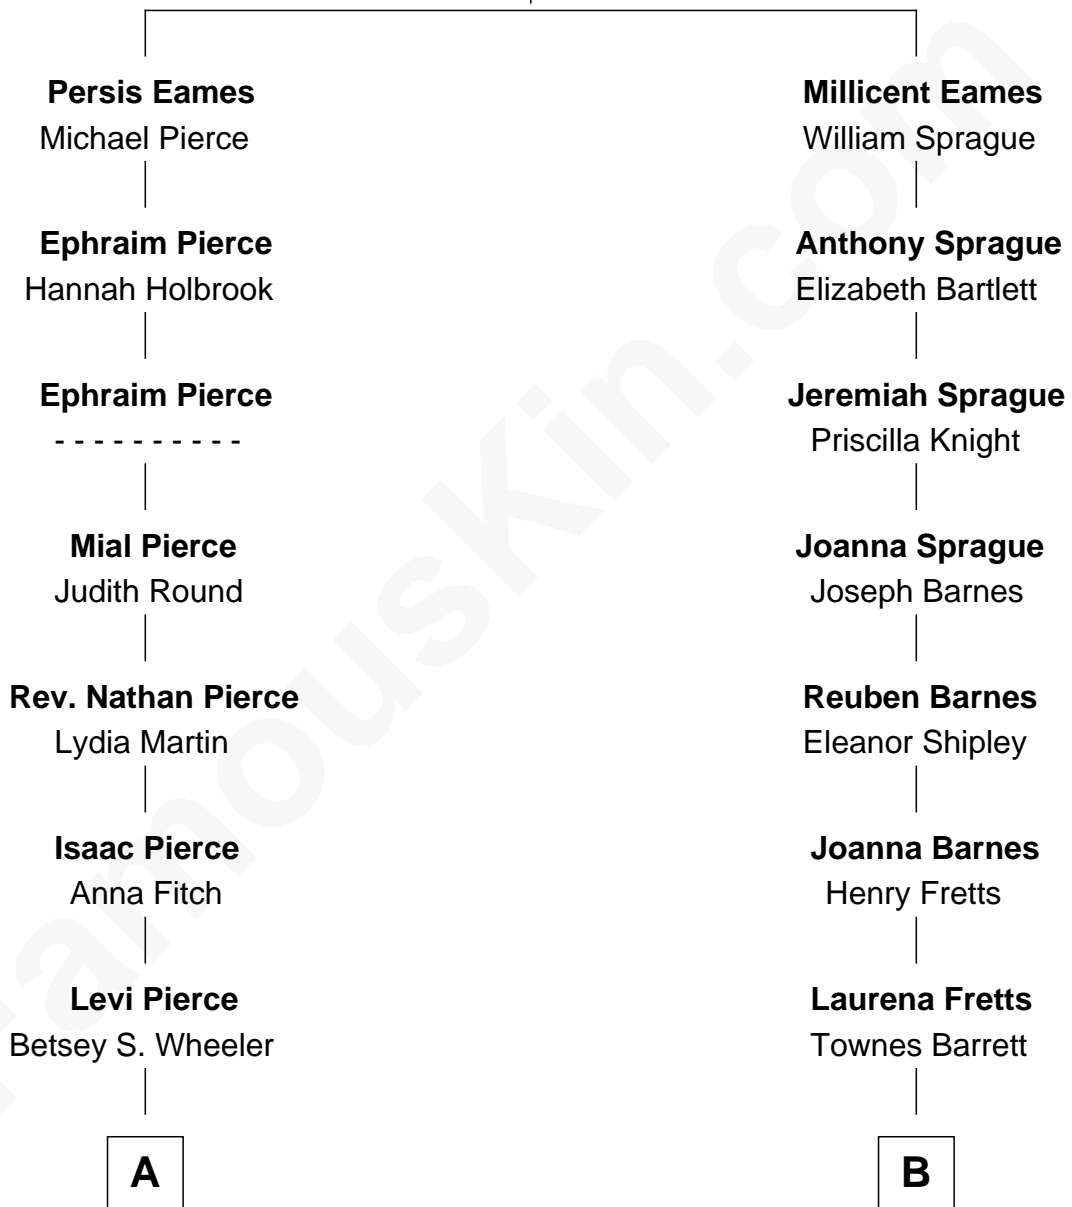 Persis Eames
Michael Pierce
Ephraim Pierce
Hannah Holbrook
Ephraim Pierce
- - - - - - - - - -
Mial Pierce
Judith Round
Rev. Nathan Pierce
Lydia Martin
Isaac Pierce
Anna Fitch
Levi Pierce
Betsey S. Wheeler
A
Millicent Eames
William Sprague
Anthony Sprague
Elizabeth Bartlett
Jeremiah Sprague
Priscilla Knight
Joanna Sprague
Joseph Barnes
Reuben Barnes
Eleanor Shipley
Joanna Barnes
Henry Fretts
Laurena Fretts
Townes Barrett
B
FamousKin.com